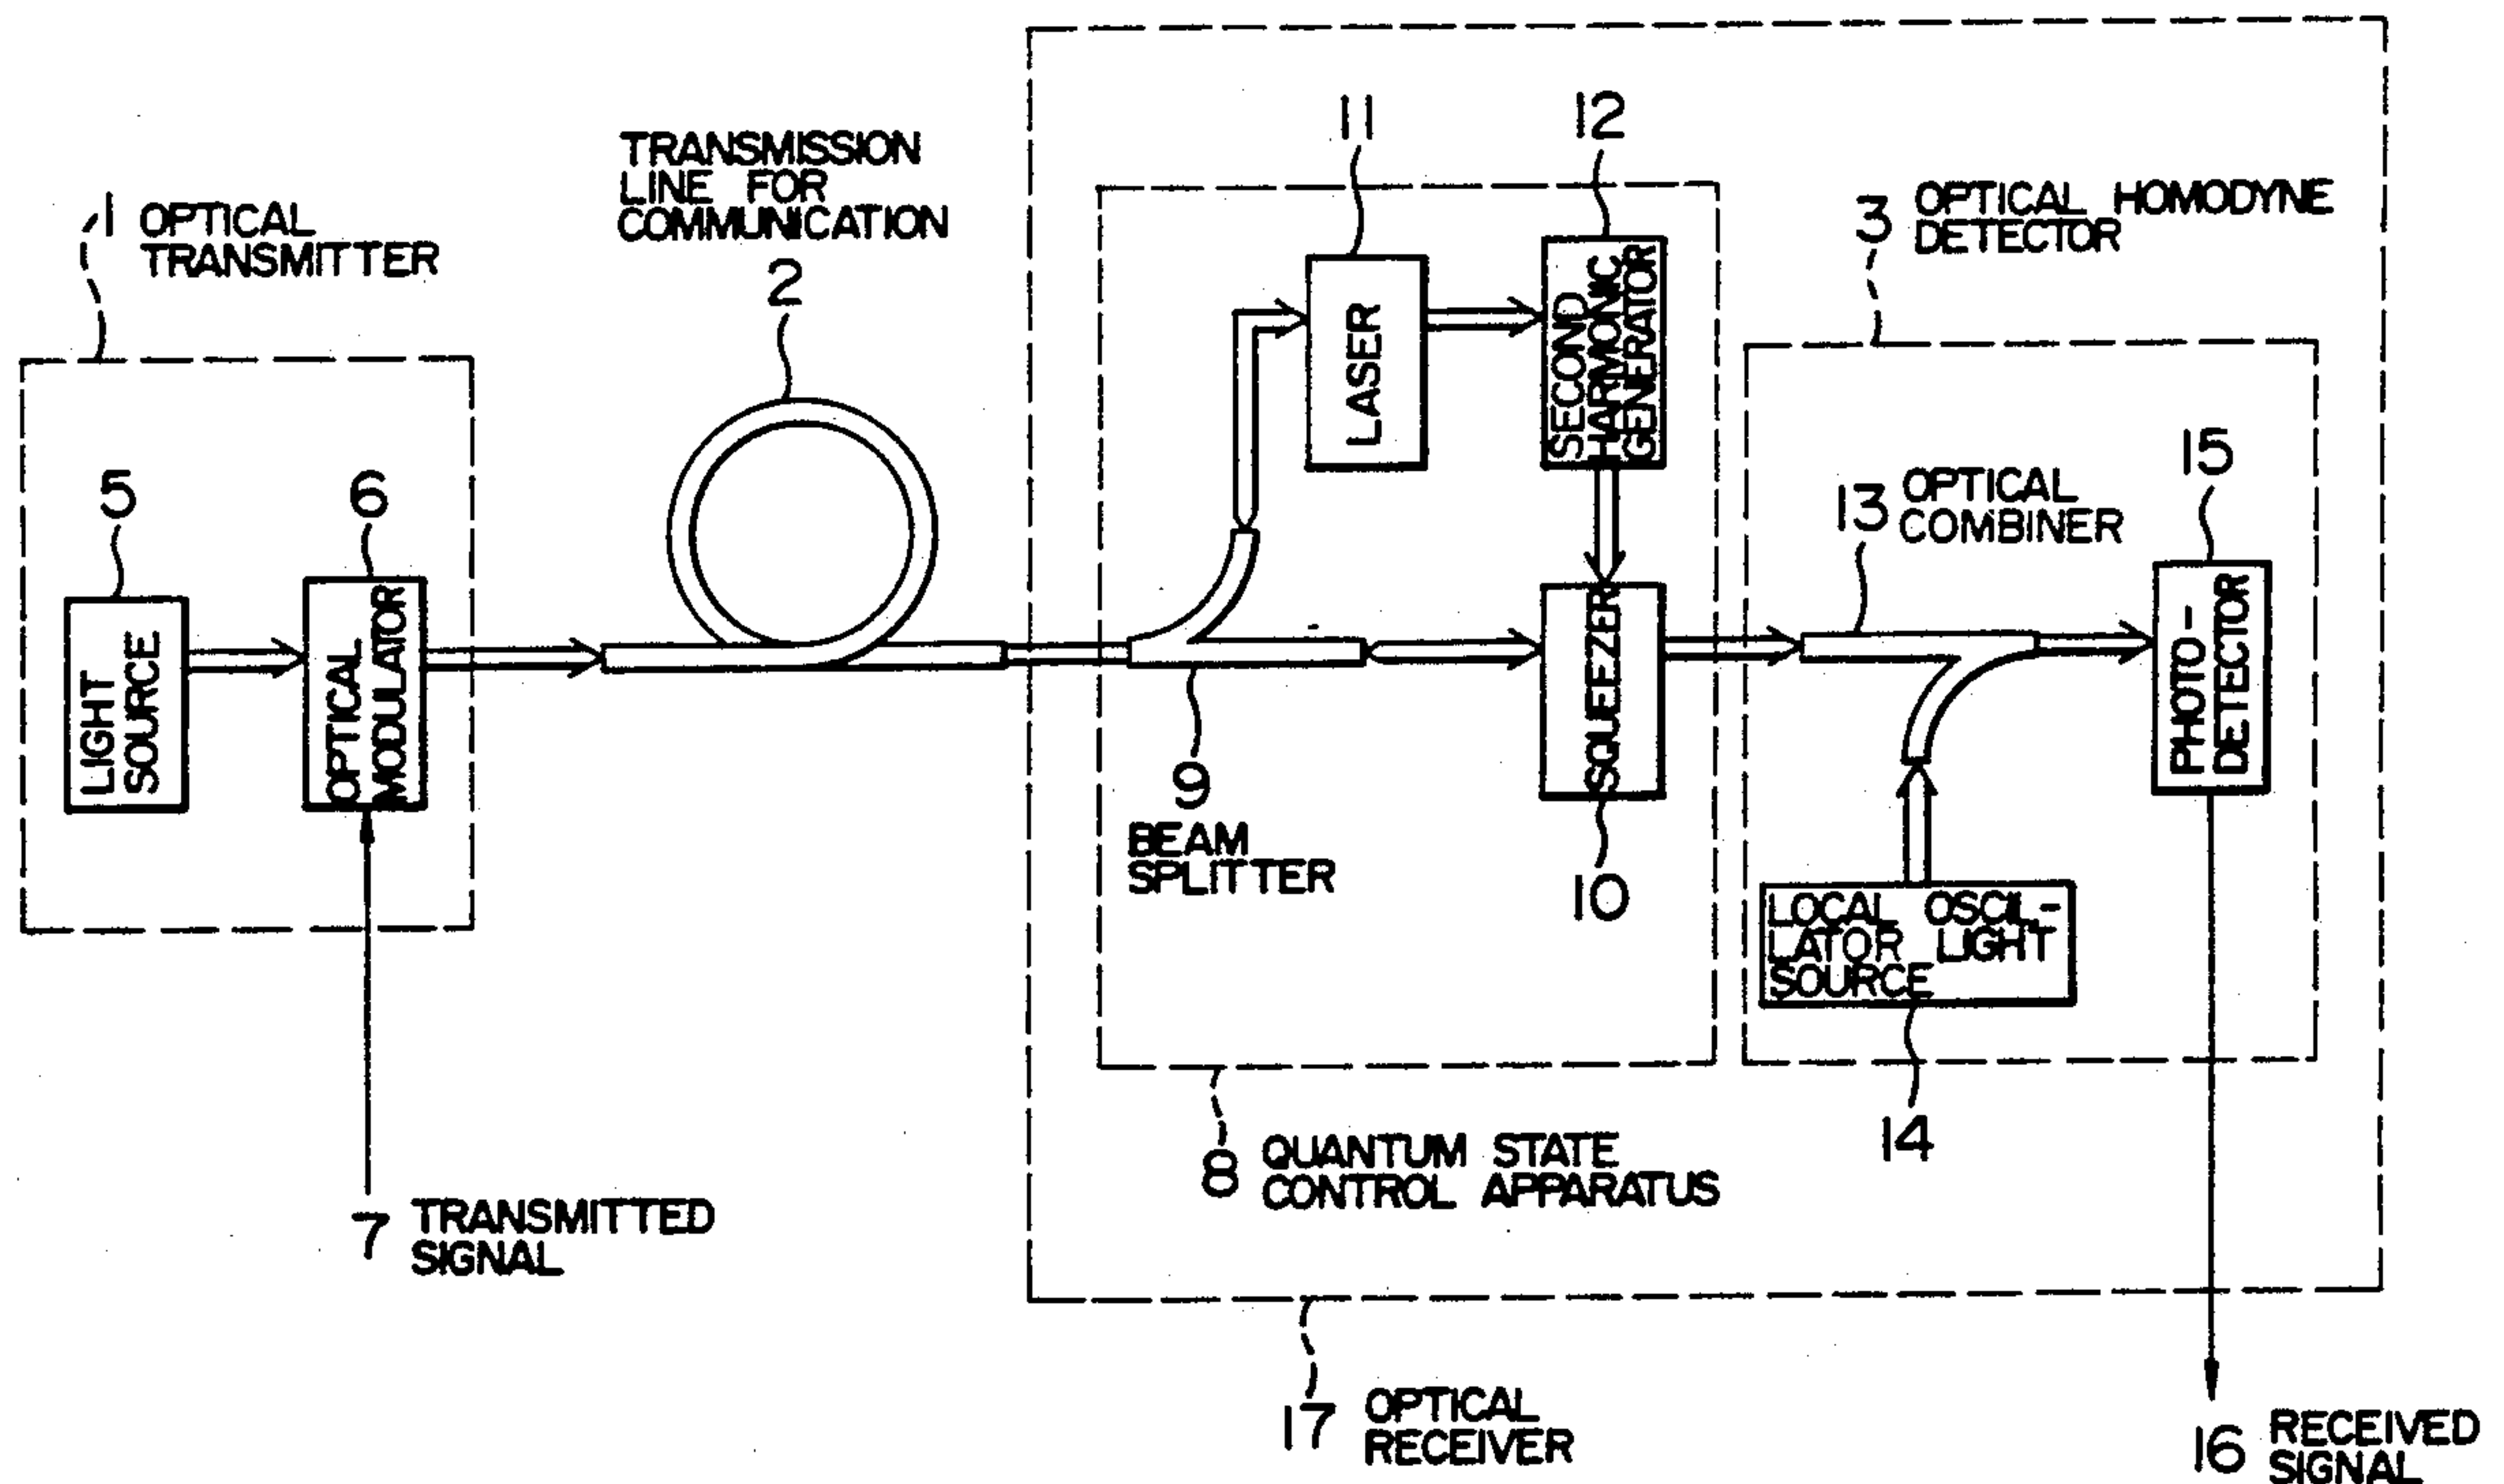 1 OPTICAL
TRANSMITTER
5
LIGHT
SOURCE
6
OPTICAL
MODULATOR
7 TRANSMITTED
SIGNAL
TRANSMISSION
LINE FOR
COMMUNICATION
2
11
LASER
12
SECOND
HARMONIC
GENERATOR
9
BEAM
SPLITTER
SQUEEZER
10
8 QUANTUM STATE
CONTROL APPARATUS
3 OPTICAL HOMODYNE
DETECTOR
13 OPTICAL
COMBINER
15
PHOTO-
DETECTOR
LOCAL OSCIL-
LATOR LIGHT
SOURCE
14
17 OPTICAL
RECEIVER
16 RECEIVED
SIGNAL